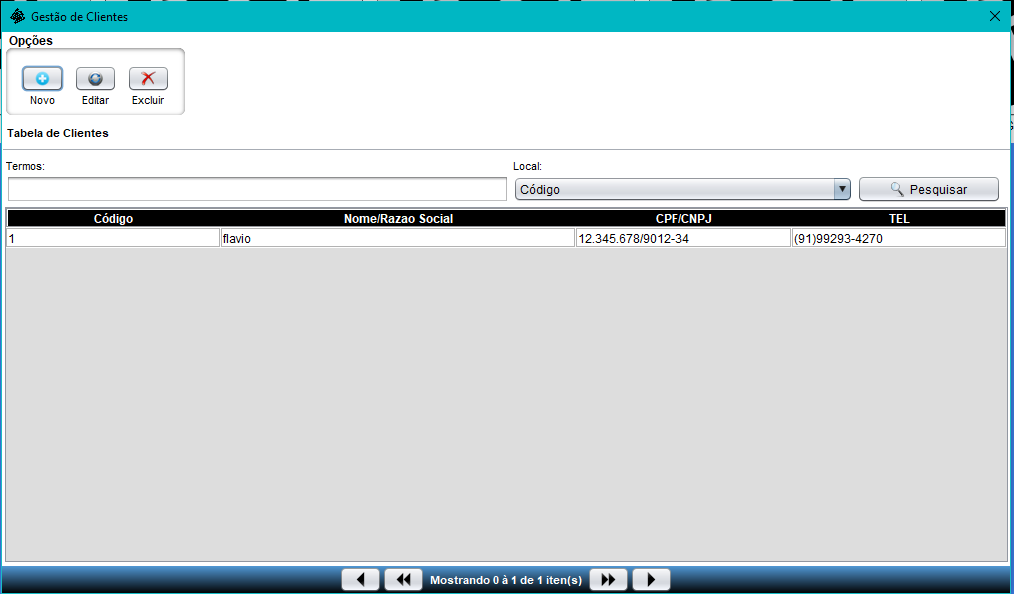 Gestão de Clientes
Opções
Novo Editar Excluir
Tabela de Clientes
Termos: Local:
Código Pesquisar
Código Nome/Razao Social CPF/CNPJ TEL
1 flavio 12.345.678/9012-34 (91)99293-4270
Mostrando 0 à 1 de 1 iten(s)